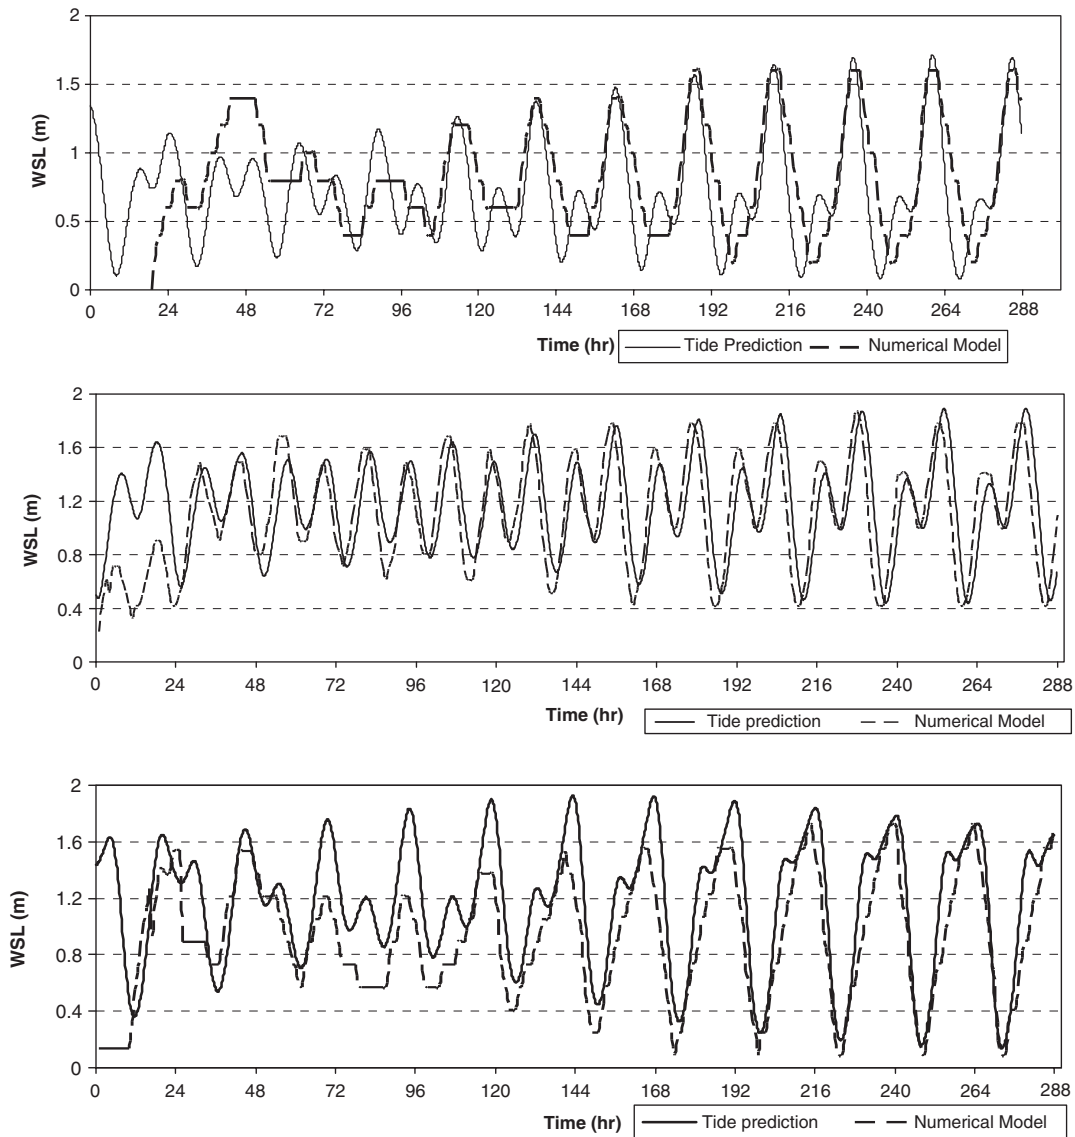 2
1.5
1
0.5
0
WSL (m)
0 24 48 72 96 120 144 168 192 216 240 264 288
Time (hr)
Tide Prediction Numerical Model
2
1.6
1.2
0.8
0.4
0
WSL (m)
0 24 48 72 96 120 144 168 192 216 240 264 288
Time (hr)
Tide prediction Numerical Model
2
1.6
1.2
0.8
0.4
0
WSL (m)
0 24 48 72 96 120 144 168 192 216 240 264 288
Time (hr)
Tide prediction Numerical Model